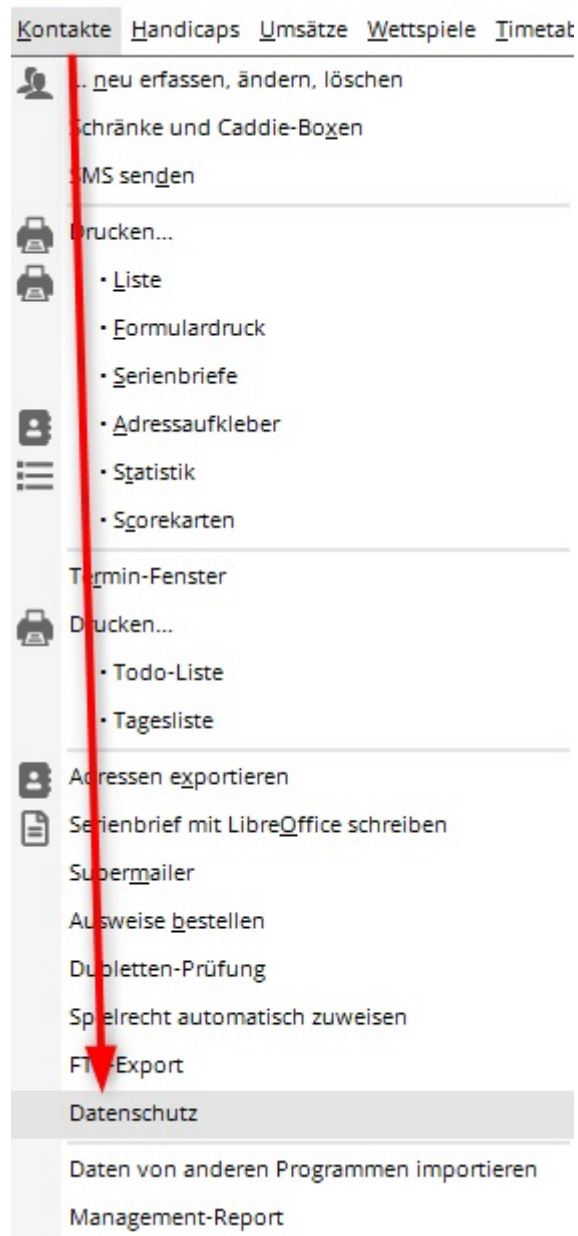 Kontakte Handicaps Umsätze Wettspiele Timetab
... neu erfassen, ändern, löschen
Schränke und Caddie-Boxen
SMS senden
Drucken...
• Liste
• Formulardruck
• Serienbriefe
• Adressaufkleber
• Statistik
• Scorekarten
Termin-Fenster
Drucken...
• Todo-Liste
• Tagesliste
Adressen exportieren
Serienbrief mit LibreOffice schreiben
Supermailer
Ausweise bestellen
Dubletten-Prüfung
Spielrecht automatisch zuweisen
FTP-Export
Datenschutz
Daten von anderen Programmen importieren
Management-Report